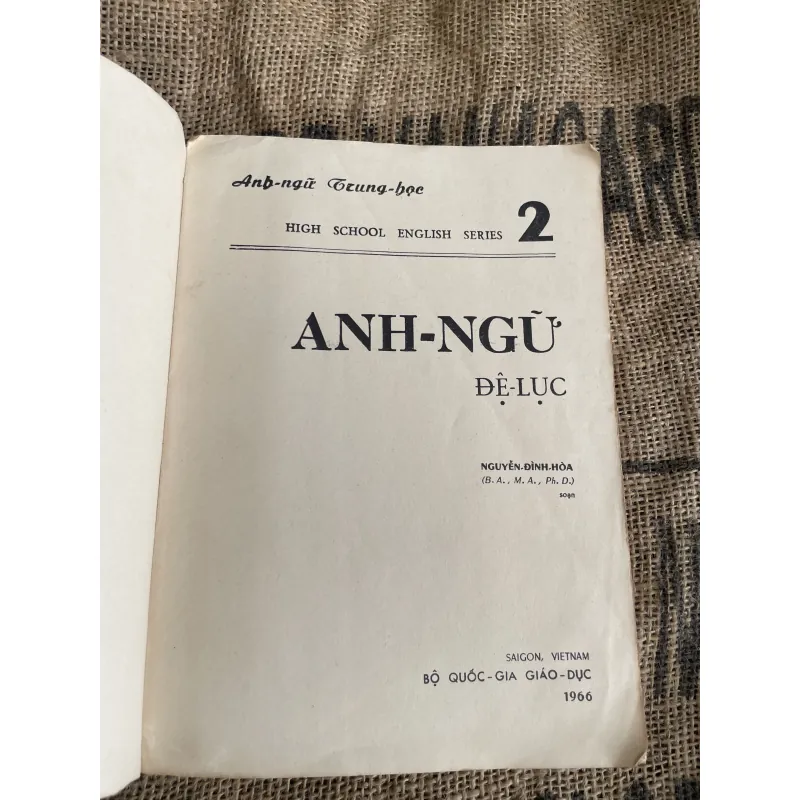 Anh-ngữ Trung-học
HIGH SCHOOL ENGLISH SERIES 2
ANH-NGỮ
ĐỆ-LỤC
NGUYỄN-ĐÌNH-HÒA
(B. A., M. A., Ph. D.)
soạn
SAIGON, VIETNAM
BỘ QUỐC-GIA GIÁO-DỤC
1966